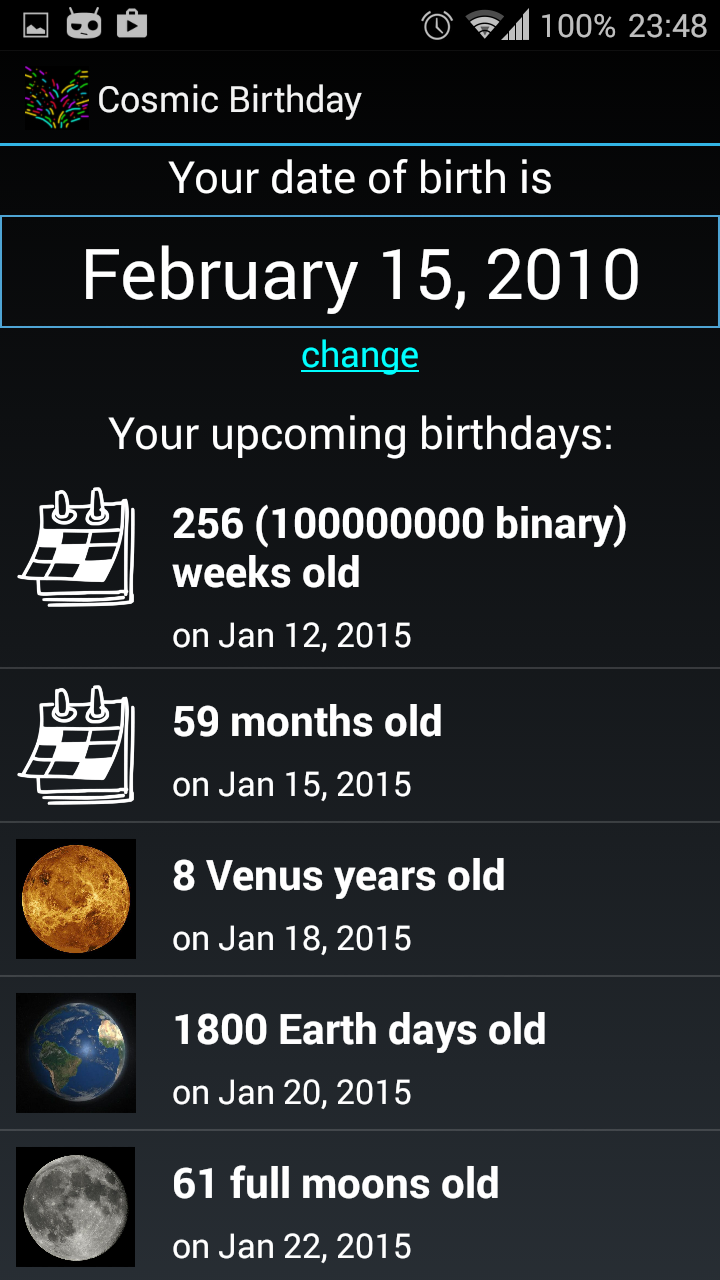 100% 23:48
Cosmic Birthday
Your date of birth is
February 15, 2010
change
Your upcoming birthdays:
256 (100000000 binary)
weeks old
on Jan 12, 2015
59 months old
on Jan 15, 2015
8 Venus years old
on Jan 18, 2015
1800 Earth days old
on Jan 20, 2015
61 full moons old
on Jan 22, 2015